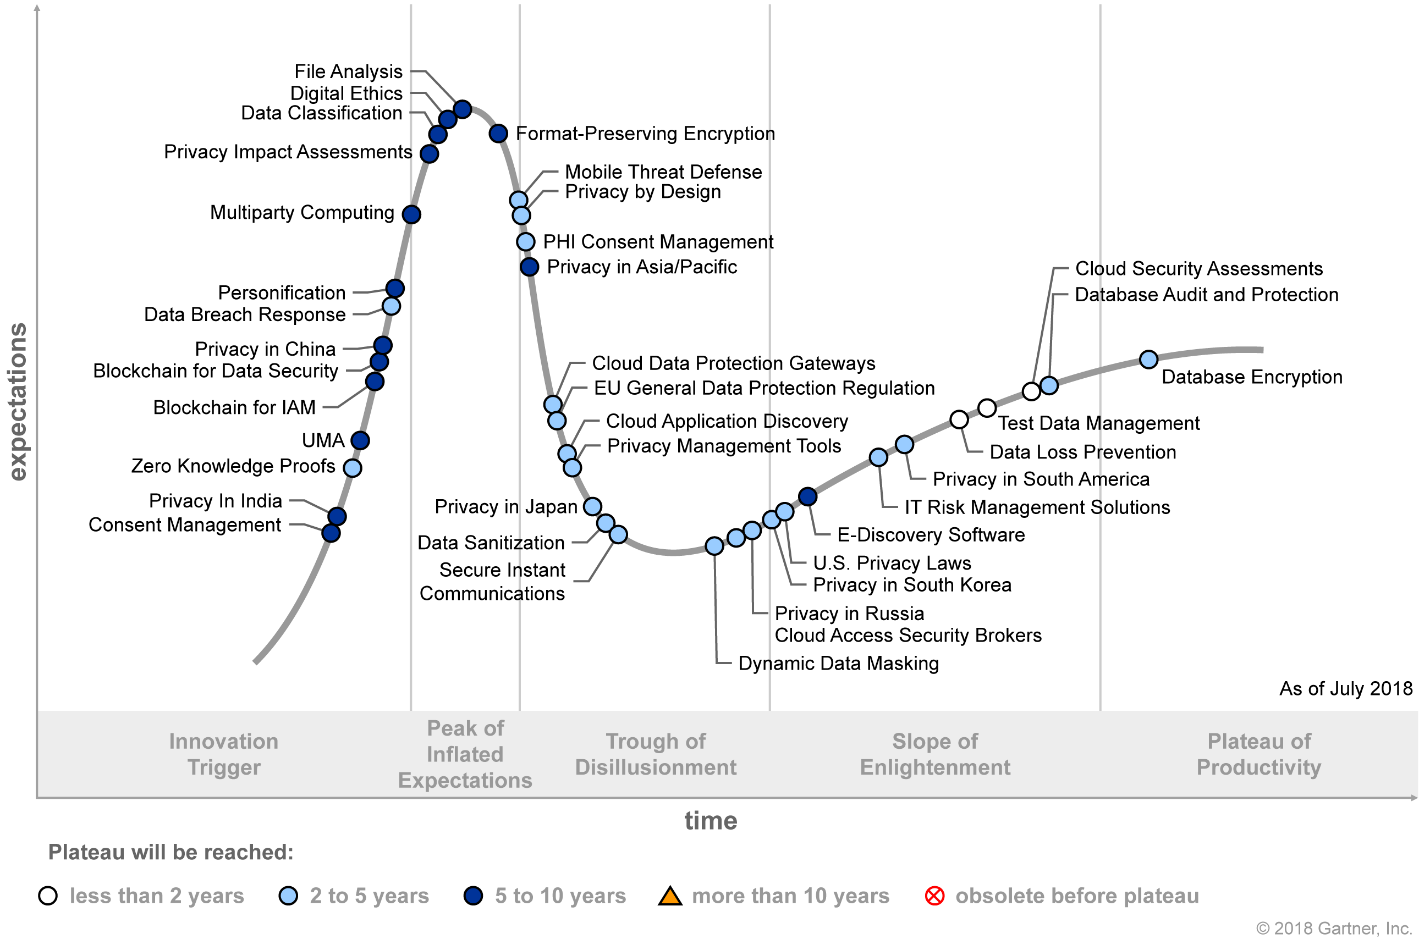 File Analysis
Digital Ethics
Data Classification
Privacy Impact Assessments
Multiparty Computing
Personification
Data Breach Response
Privacy in China
Blockchain for Data Security
Blockchain for IAM
UMA
Zero Knowledge Proofs
Privacy In India
Consent Management
Format-Preserving Encryption
Mobile Threat Defense
Privacy by Design
PHI Consent Management
Privacy in Asia/Pacific
Cloud Data Protection Gateways
EU General Data Protection Regulation
Cloud Application Discovery
Privacy Management Tools
Privacy in Japan
Data Sanitization
Secure Instant
Communications
Cloud Security Assessments
Database Audit and Protection
Database Encryption
Test Data Management
Data Loss Prevention
Privacy in South America
IT Risk Management Solutions
E-Discovery Software
U.S. Privacy Laws
Privacy in South Korea
Privacy in Russia
Cloud Access Security Brokers
Dynamic Data Masking
As of July 2018
expectations
Innovation
Trigger
Peak of
Inflated
Expectations
Trough of
Disillusionment
Slope of
Enlightenment
Plateau of
Productivity
time
Plateau will be reached:
less than 2 years
2 to 5 years
5 to 10 years
more than 10 years
obsolete before plateau
© 2018 Gartner, Inc.